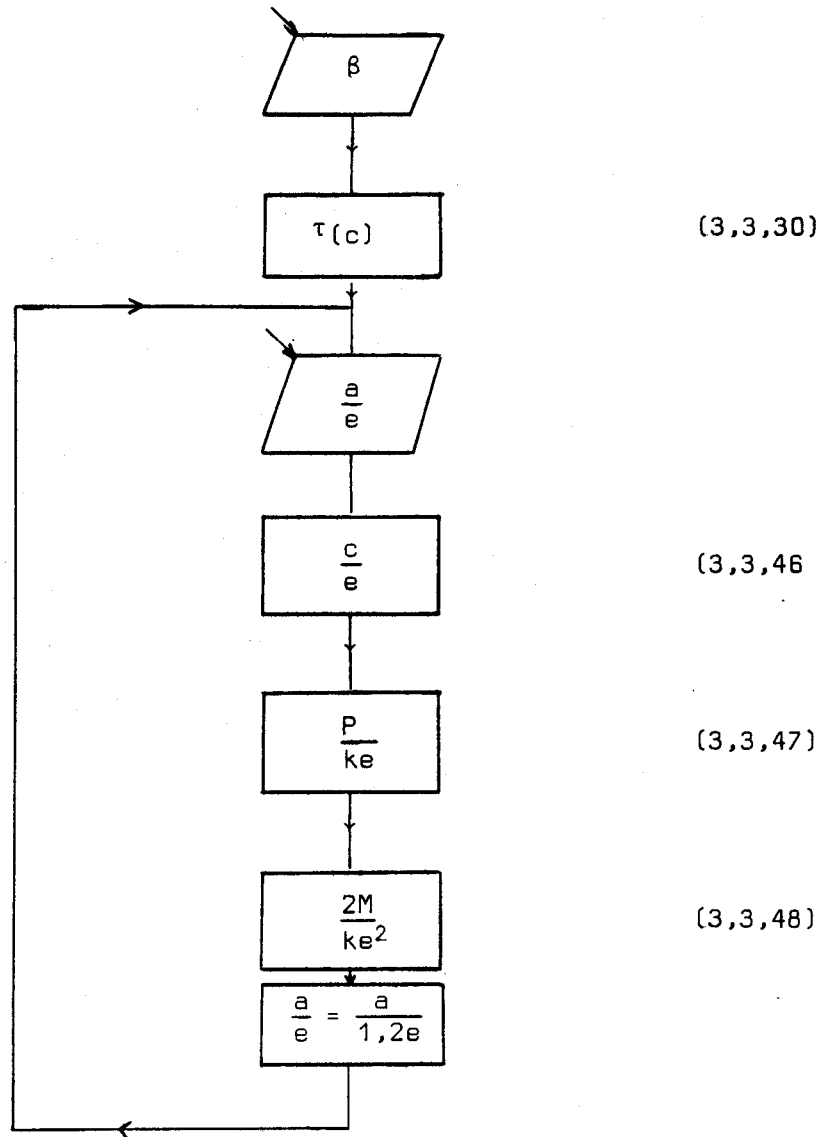 β
τ(c) (3,3,30)
a
e
c
e
(3,3,46
P
ke
(3,3,47)
2M
ke²
(3,3,48)
a/e = a/1,2e